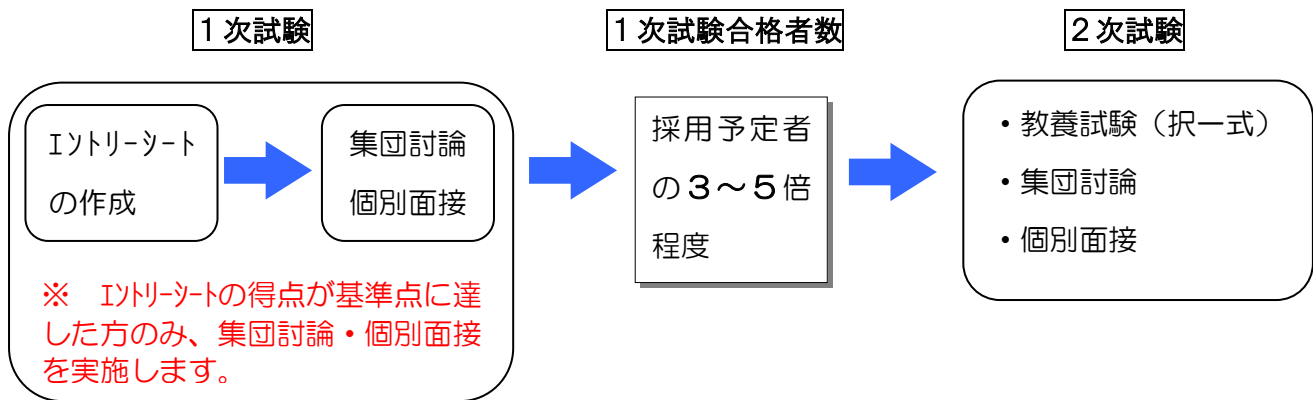 1次試験
1次試験合格者数
2次試験
ｴﾝﾄﾘｰｼｰﾄ
の作成
集団討論
個別面接
※　ｴﾝﾄﾘｰｼｰﾄの得点が基準点に達
した方のみ、集団討論・個別面接
を実施します。
採用予定者
の３～５倍
程度
・教養試験（択一式）
・集団討論
・個別面接